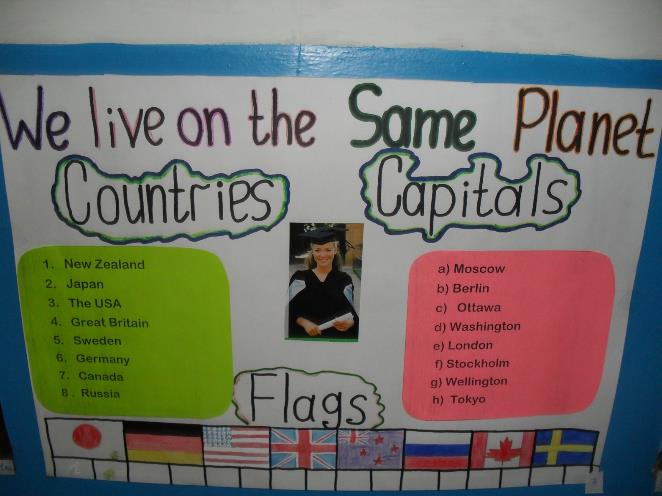 We live on the Same Planet
Countries
Capitals
1. New Zealand
2. Japan
3. The USA
4. Great Britain
5. Sweden
6. Germany
7. Canada
8. Russia
a) Moscow
b) Berlin
c) Ottawa
d) Washington
e) London
f) Stockholm
g) Wellington
h) Tokyo
Flags